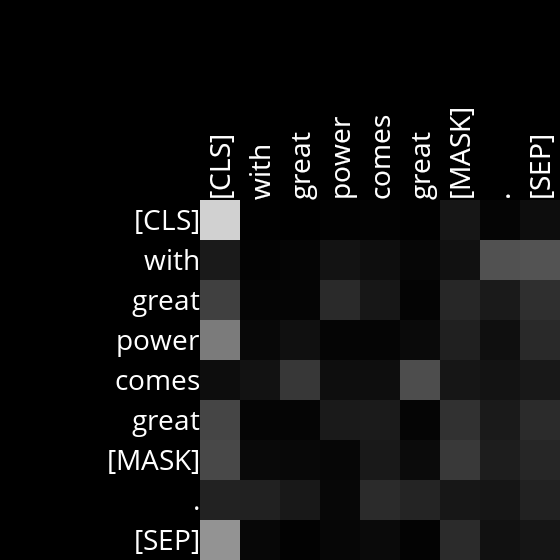 [CLS] with great power comes great [MASK] . [SEP]
[CLS]
with
great
power
comes
great
[MASK]
.
[SEP]